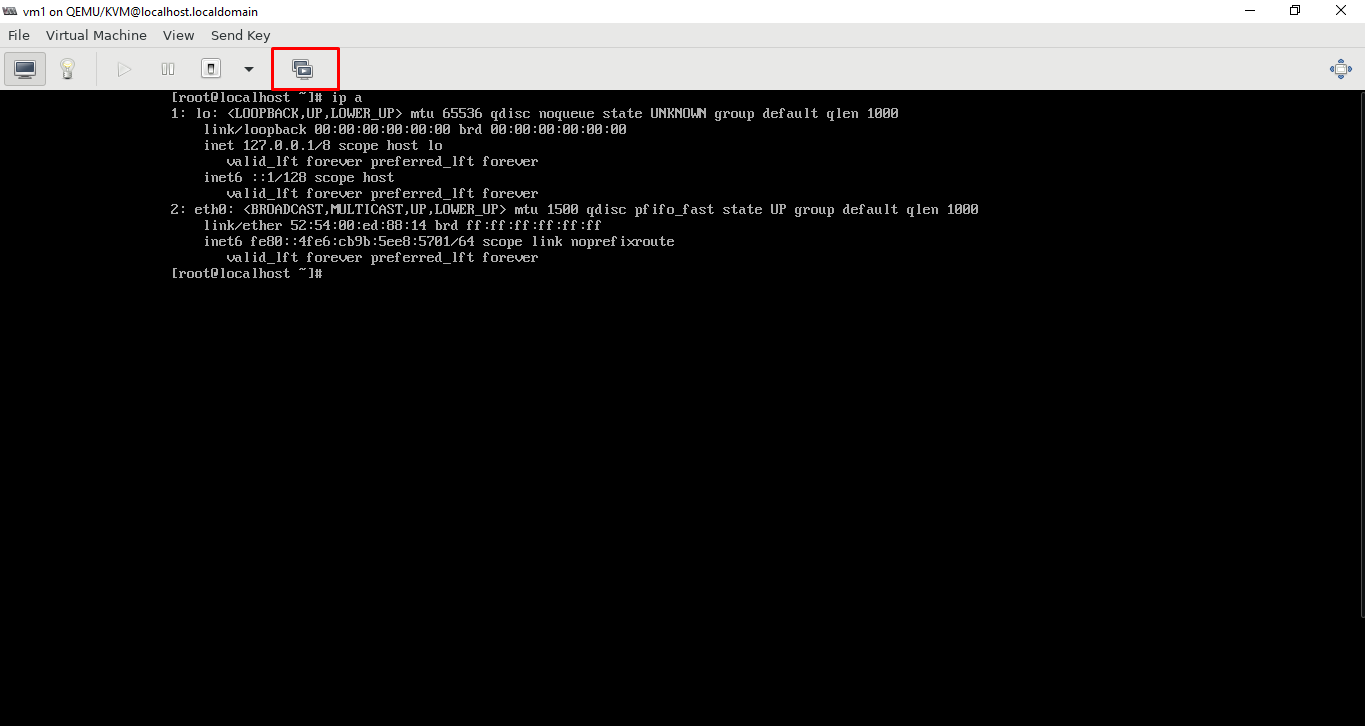 vm1 on QEMU/KVM@localhost.localdomain
File Virtual Machine View Send Key
[root@localhost ~]# ip a
1: lo: <LOOPBACK,UP,LOWER_UP> mtu 65536 qdisc noqueue state UNKNOWN group default qlen 1000
    link/loopback 00:00:00:00:00:00 brd 00:00:00:00:00:00
    inet 127.0.0.1/8 scope host lo
       valid_lft forever preferred_lft forever
    inet6 ::1/128 scope host
       valid_lft forever preferred_lft forever
2: eth0: <BROADCAST,MULTICAST,UP,LOWER_UP> mtu 1500 qdisc pfifo_fast state UP group default qlen 1000
    link/ether 52:54:00:ed:88:14 brd ff:ff:ff:ff:ff:ff
    inet6 fe80::4fe6:cb9b:5ee8:5701/64 scope link noprefixroute
       valid_lft forever preferred_lft forever
[root@localhost ~]#